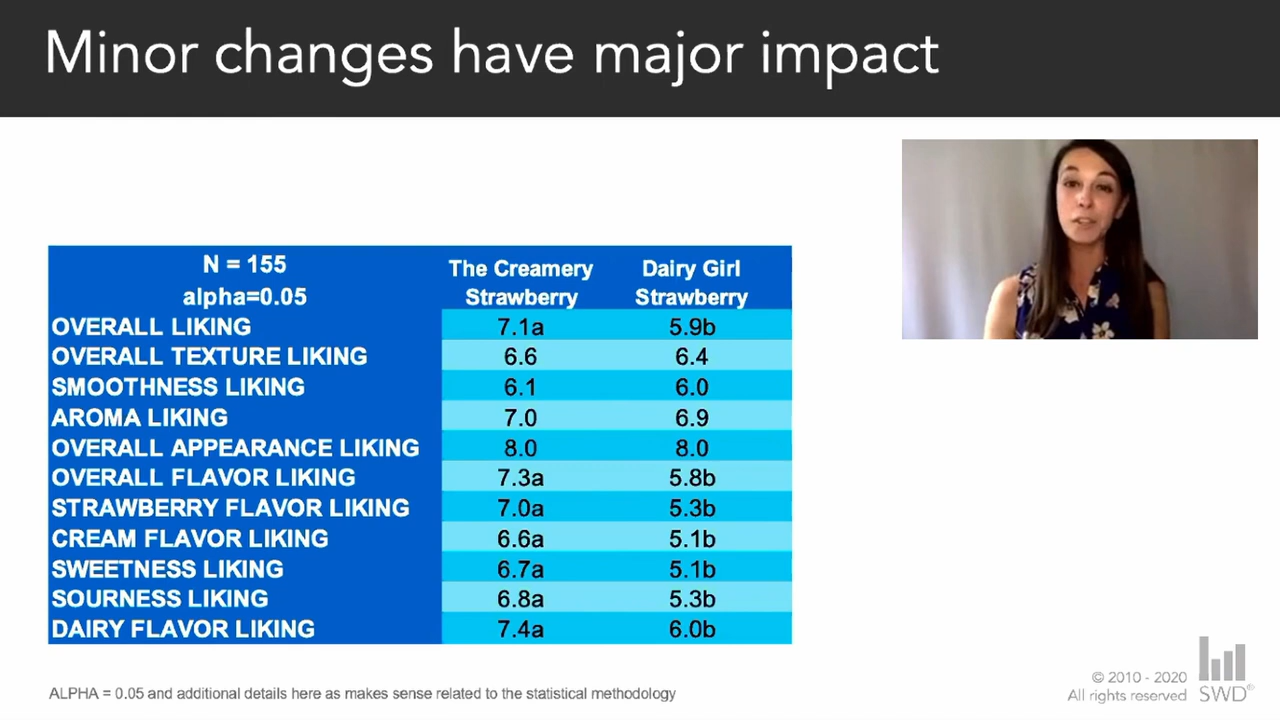 Minor changes have major impact
N = 155
alpha=0.05
The Creamery Strawberry
Dairy Girl Strawberry
OVERALL LIKING 7.1a 5.9b
OVERALL TEXTURE LIKING 6.6 6.4
SMOOTHNESS LIKING 6.1 6.0
AROMA LIKING 7.0 6.9
OVERALL APPEARANCE LIKING 8.0 8.0
OVERALL FLAVOR LIKING 7.3a 5.8b
STRAWBERRY FLAVOR LIKING 7.0a 5.3b
CREAM FLAVOR LIKING 6.6a 5.1b
SWEETNESS LIKING 6.7a 5.1b
SOURNESS LIKING 6.8a 5.3b
DAIRY FLAVOR LIKING 7.4a 6.0b
ALPHA = 0.05 and additional details here as makes sense related to the statistical methodology
© 2010 - 2020
All rights reserved
SWD®